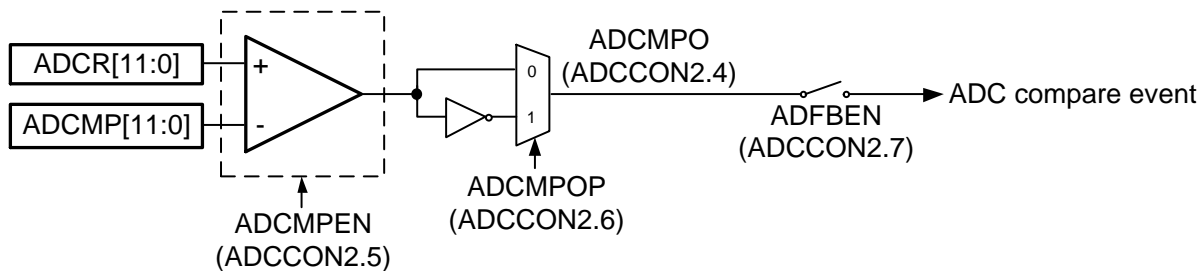 ADCR[11:0]
ADCMP[11:0]
+
-
ADCMPEN
(ADCCON2.5)
0
1
ADCMPOP
(ADCCON2.6)
ADCMPO
(ADCCON2.4)
ADFBEN
(ADCCON2.7)
ADC compare event